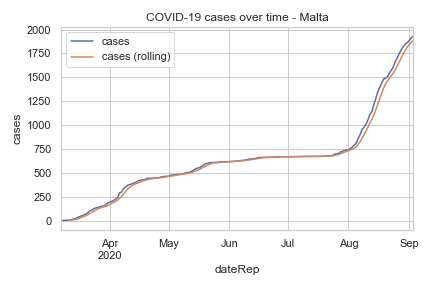 COVID-19 cases over time - Malta
cases
cases (rolling)
2000
1750
1500
1250
1000
750
500
250
0
cases
Apr
2020
May
Jun
Jul
Aug
Sep
dateRep